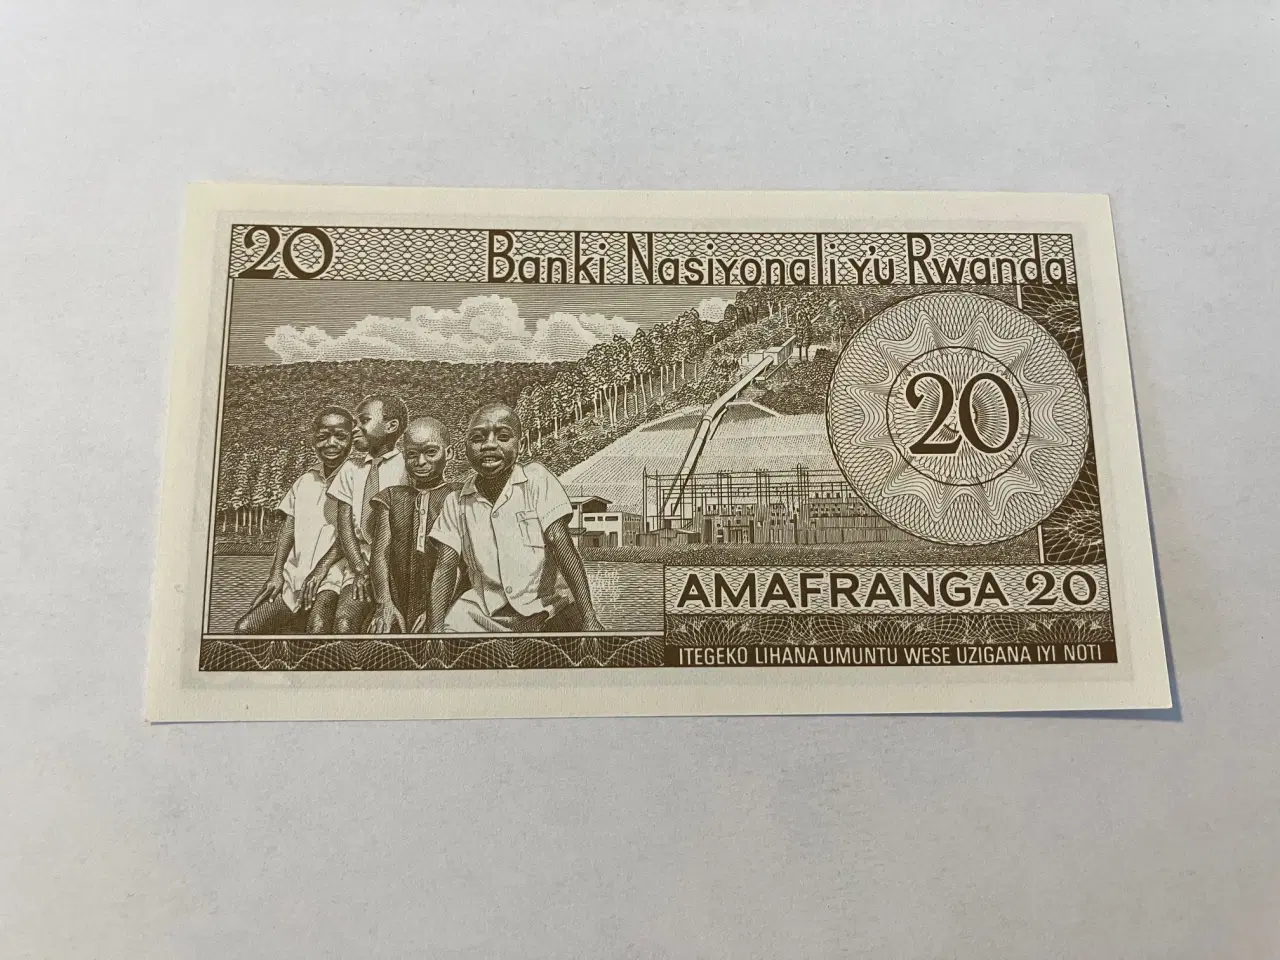 20 Banki Nasiyonali y'u Rwanda
20
AMAFRANGA 20
ITEGEKO LIHANA UMUNTU WESE UZIGANA IYI NOTI